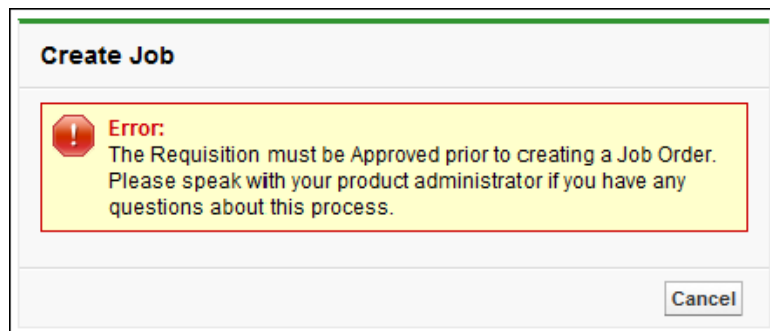 Create Job
Error:
The Requisition must be Approved prior to creating a Job Order.
Please speak with your product administrator if you have any
questions about this process.
Cancel